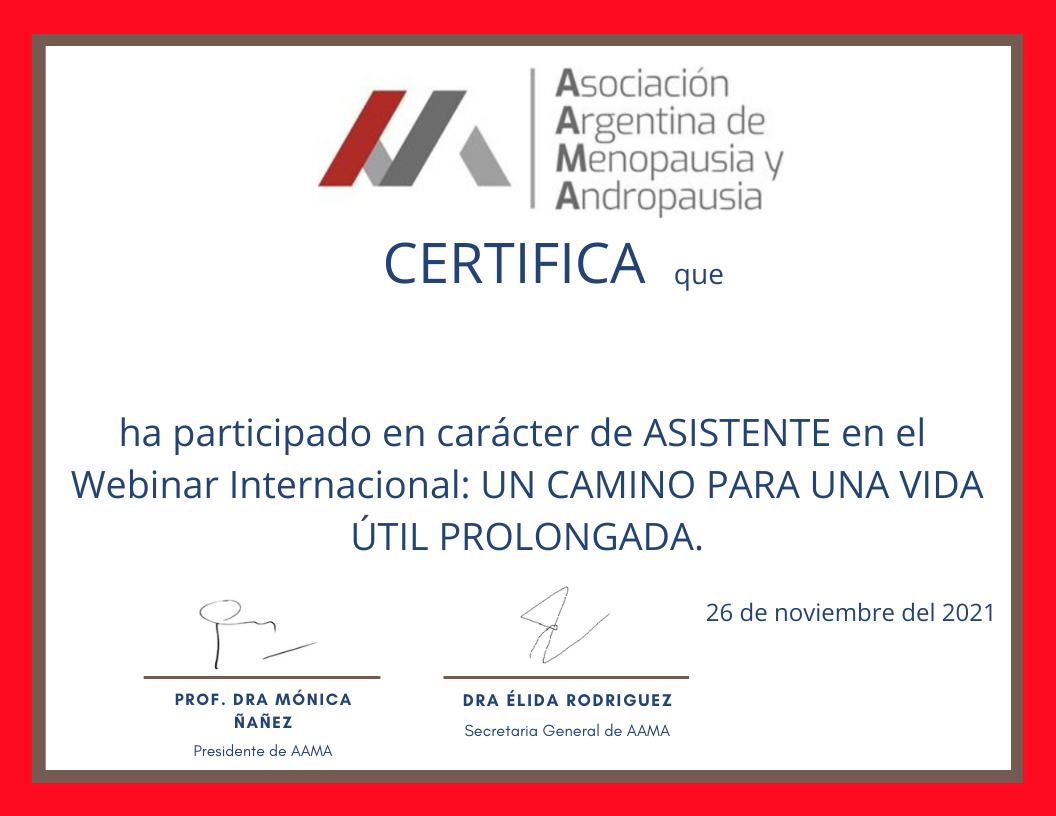 Asociación
Argentina de
Menopausia y
Andropausia
CERTIFICA que
ha participado en carácter de ASISTENTE en el
Webinar Internacional: UN CAMINO PARA UNA VIDA
ÚTIL PROLONGADA.
26 de noviembre del 2021
PROF. DRA MÓNICA
ÑAÑEZ
Presidente de AAMA
DRA ÉLIDA RODRIGUEZ
Secretaria General de AAMA